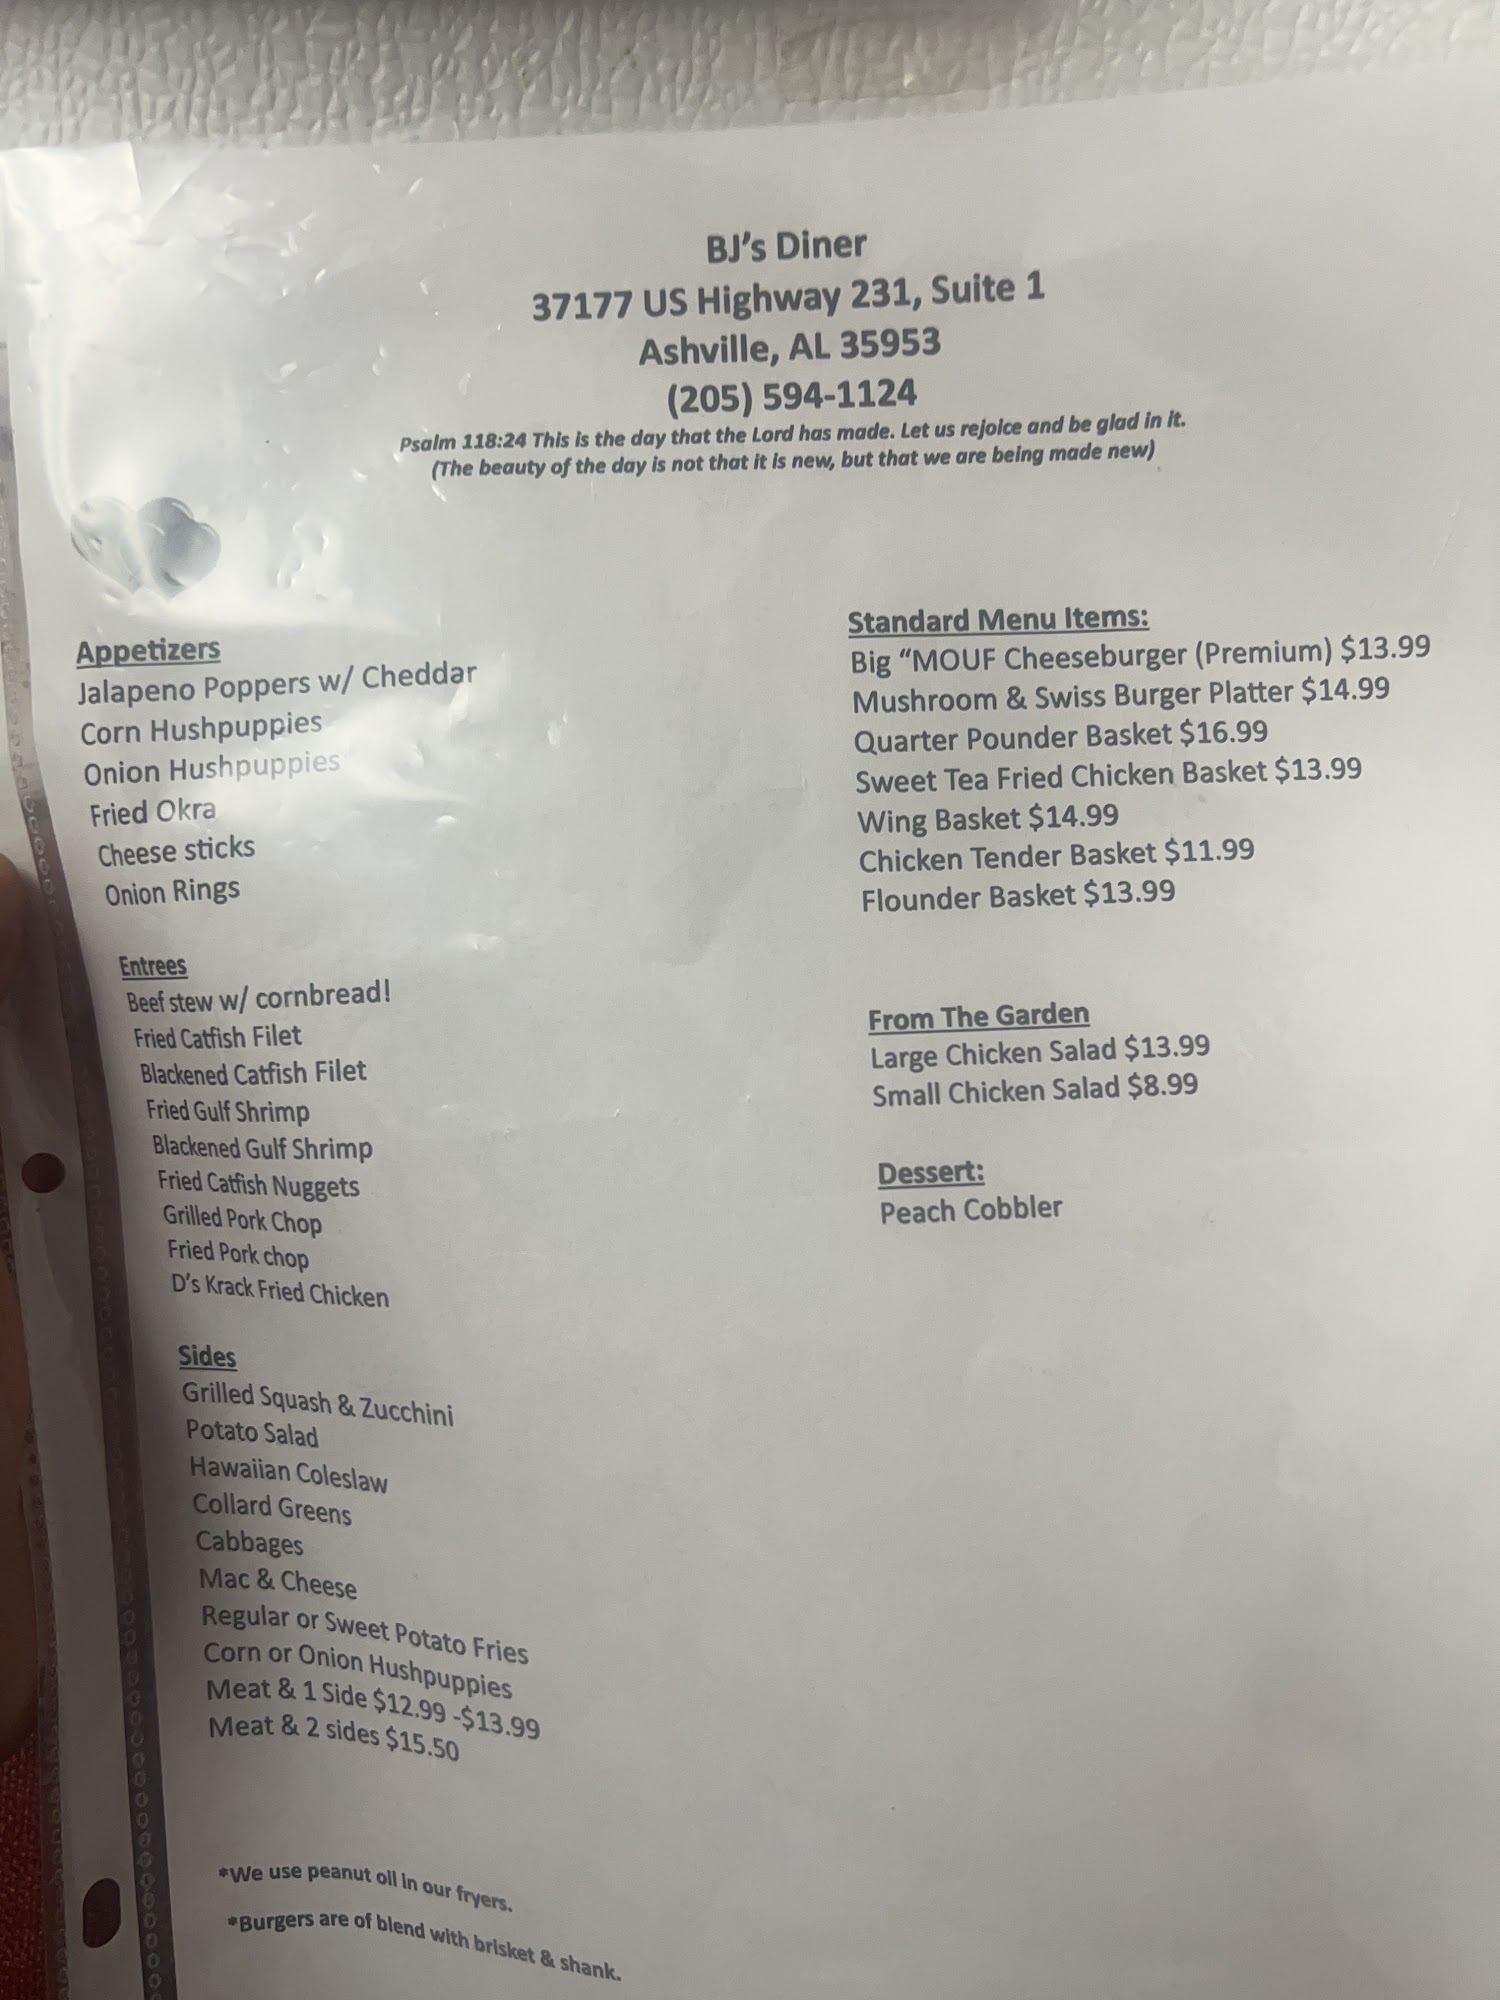 BJ's Diner
37177 US Highway 231, Suite 1
Ashville, AL 35953
(205) 594-1124
Psalm 118:24 This is the day that the Lord has made. Let us rejoice and be glad in it.
(The beauty of the day is not that it is new, but that we are being made new)
Appetizers
Jalapeno Poppers w/ Cheddar
Corn Hushpuppies
Onion Hushpuppies
Fried Okra
Cheese sticks
Onion Rings
Entrees
Beef stew w/ cornbread!
Fried Catfish Filet
Blackened Catfish Filet
Fried Gulf Shrimp
Blackened Gulf Shrimp
Fried Catfish Nuggets
Grilled Pork Chop
Fried Pork chop
D's Krack Fried Chicken
Sides
Grilled Squash & Zucchini
Potato Salad
Hawaiian Coleslaw
Collard Greens
Cabbages
Mac & Cheese
Regular or Sweet Potato Fries
Corn or Onion Hushpuppies
Meat & 1 Side $12.99 -$13.99
Meat & 2 sides $15.50
Standard Menu Items:
Big “MOUF Cheeseburger (Premium) $13.99
Mushroom & Swiss Burger Platter $14.99
Quarter Pounder Basket $16.99
Sweet Tea Fried Chicken Basket $13.99
Wing Basket $14.99
Chicken Tender Basket $11.99
Flounder Basket $13.99
From The Garden
Large Chicken Salad $13.99
Small Chicken Salad $8.99
Dessert:
Peach Cobbler
*We use peanut oil in our fryers.
*Burgers are of blend with brisket & shank.